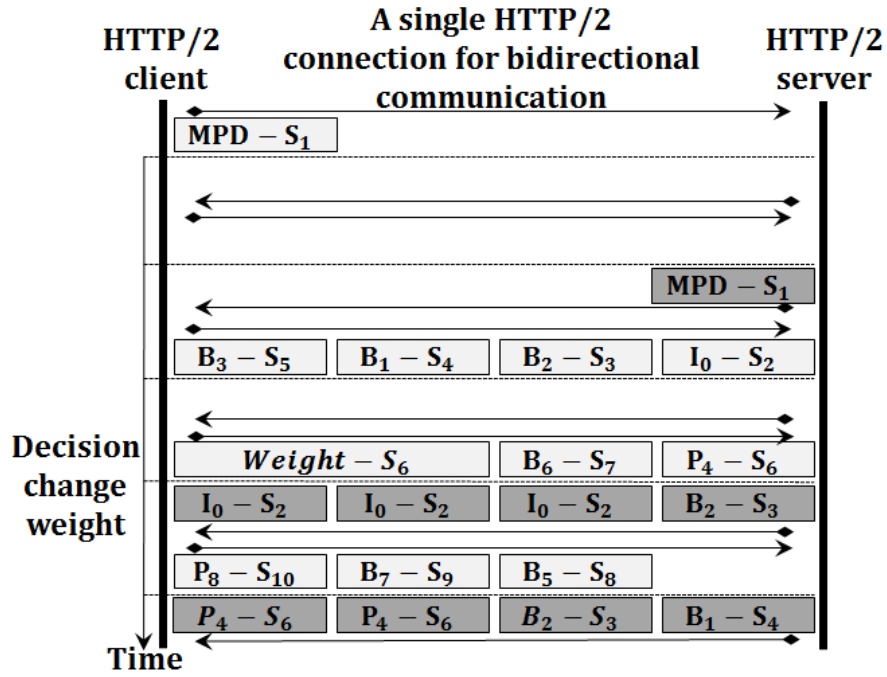 A single HTTP/2
connection for bidirectional
communication
HTTP/2
client
HTTP/2
server
MPD − S₁
MPD − S₁
B₃ − S₅ B₁ − S₄ B₂ − S₃ I₀ − S₂
Weight − S₆ B₆ − S₇ P₄ − S₆
Decision
change
weight
I₀ − S₂ I₀ − S₂ I₀ − S₂ B₂ − S₃
P₈ − S₁₀ B₇ − S₉ B₅ − S₈
P₄ − S₆ P₄ − S₆ B₂ − S₃ B₁ − S₄
Time